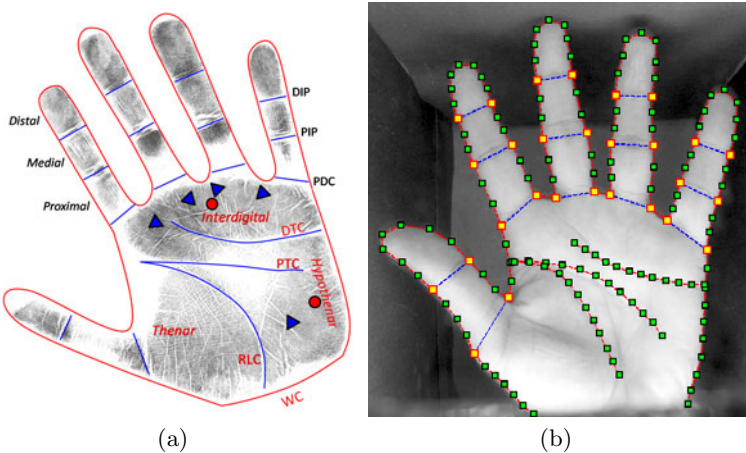 DIP
Distal
PIP
Medial
PDC
Proximal
Interdigital
DTC
PTC
Hypothenar
Thenar
RLC
WC
(a)
(b)